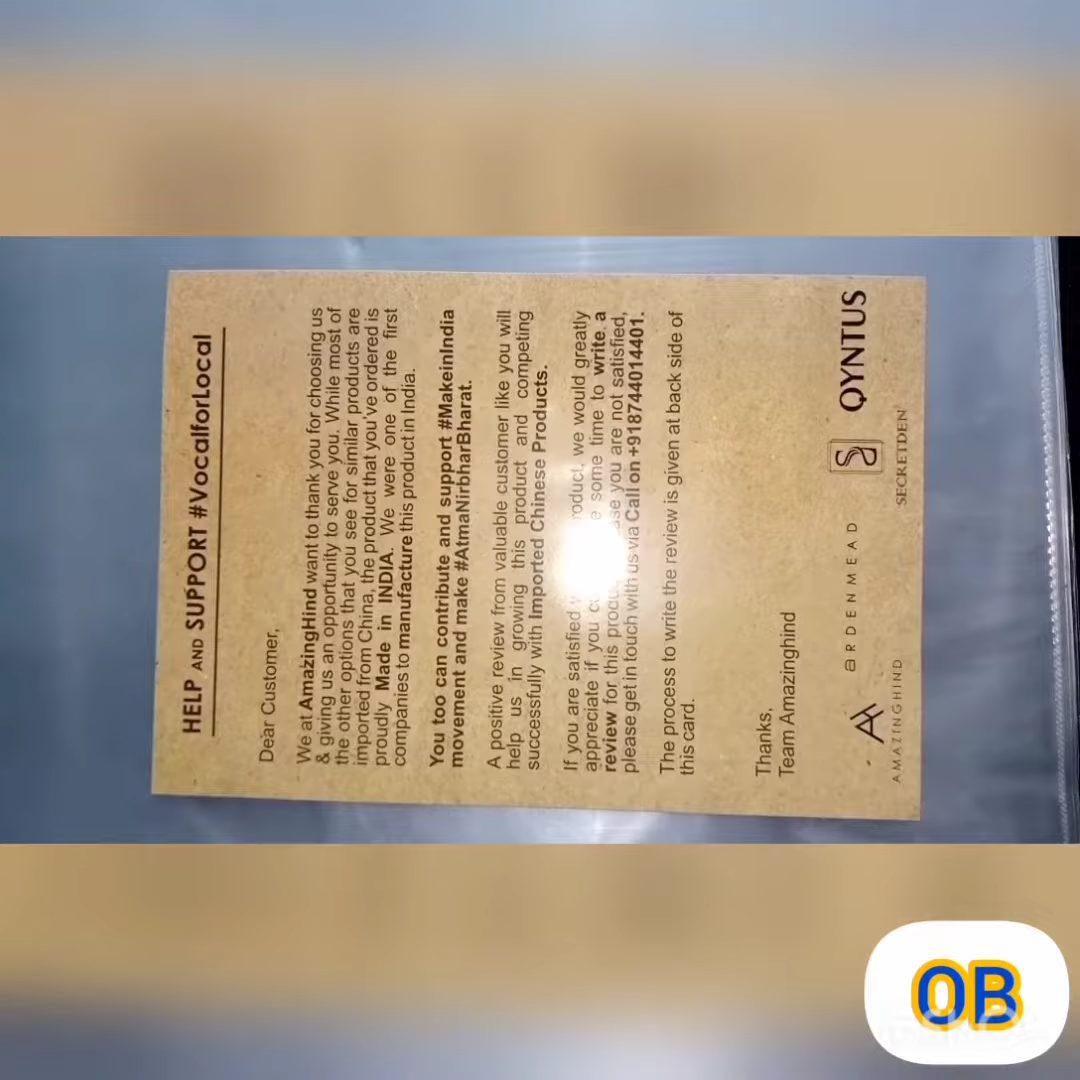 HELP AND SUPPORT #VocalforLocal
Dear Customer,
We at AmazingHind want to thank you for choosing us
& giving us an opportunity to serve you. While most of
the other options that you see for similar products are
imported from China, the product that you've ordered is
proudly Made in INDIA. We were one of the first
companies to manufacture this product in India.
You too can contribute and support #MakeinIndia
movement and make #AtmaNirbharBharat.
A positive review from valuable customer like you will
help us in growing this product and competing
successfully with Imported Chinese Products.
If you are satisfied we would greatly
appreciate if you some time to write a
review for this you are not satisfied,
please get in touch with us via Call on +918744014401.
The process to write the review is given at back side of
this card.
Thanks,
Team Amazinghind
AMAZINGHIND
ORDENMEAD
SECRETDEN
QYNTUS
OB